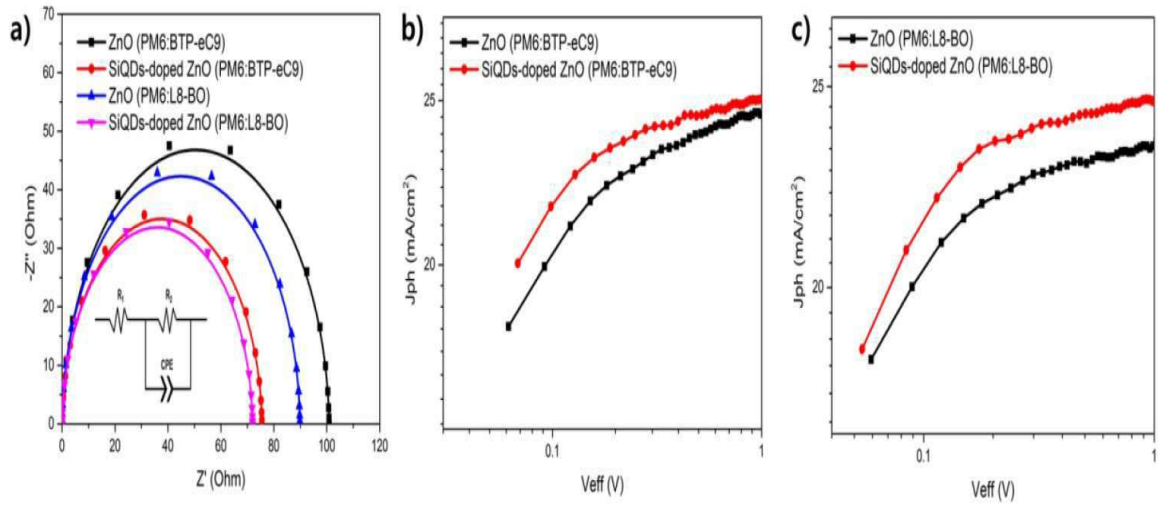 a)
70
60
50
40
30
20
10
0
-Z" (Ohm)
ZnO (PM6:BTP-eC9)
SiQDs-doped ZnO (PM6:BTP-eC9)
ZnO (PM6:L8-BO)
SiQDs-doped ZnO (PM6:L8-BO)
R₁
R₂
CPE
0
20
40
60
80
100
120
Z' (Ohm)
b)
25
20
Jph (mA/cm²)
ZnO (PM6:BTP-eC9)
SiQDs-doped ZnO (PM6:BTP-eC9)
0.1
1
Veff (V)
c)
25
20
Jph (mA/cm²)
ZnO (PM6:L8-BO)
SiQDs-doped ZnO (PM6:L8-BO)
0.1
1
Veff (V)